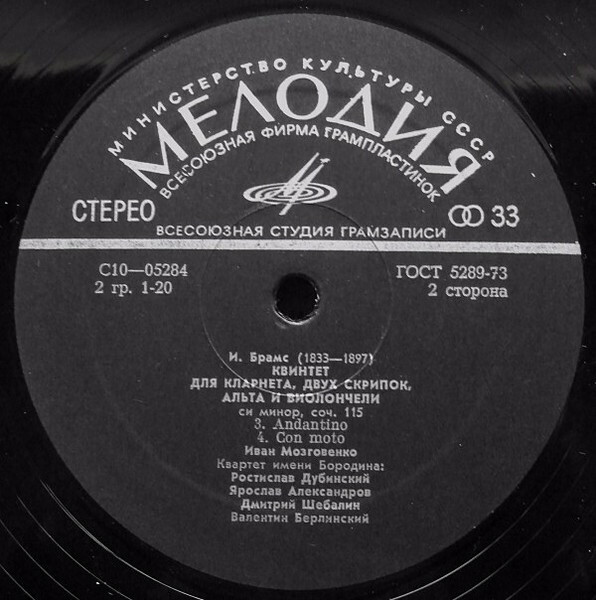 МИНИСТЕРСТВО КУЛЬТУРЫ СССР
МЕЛОДИЯ
ВСЕСОЮЗНАЯ ФИРМА ГРАМПЛАСТИНОК
СТЕРЕО
33
ВСЕСОЮЗНАЯ СТУДИЯ ГРАМЗАПИСИ
С10—05284
ГОСТ 5289-73
2 гр. 1-20
2 сторона
И. Брамс (1833—1897)
КВИНТЕТ
ДЛЯ КЛАРНЕТА, ДВУХ СКРИПОК,
АЛЬТА И ВИОЛОНЧЕЛИ
си минор, соч. 115
3. Andantino
4. Con moto
Иван Мозговенко
Квартет имени Бородина:
Ростислав Дубинский
Ярослав Александров
Дмитрий Шебалин
Валентин Берлинский